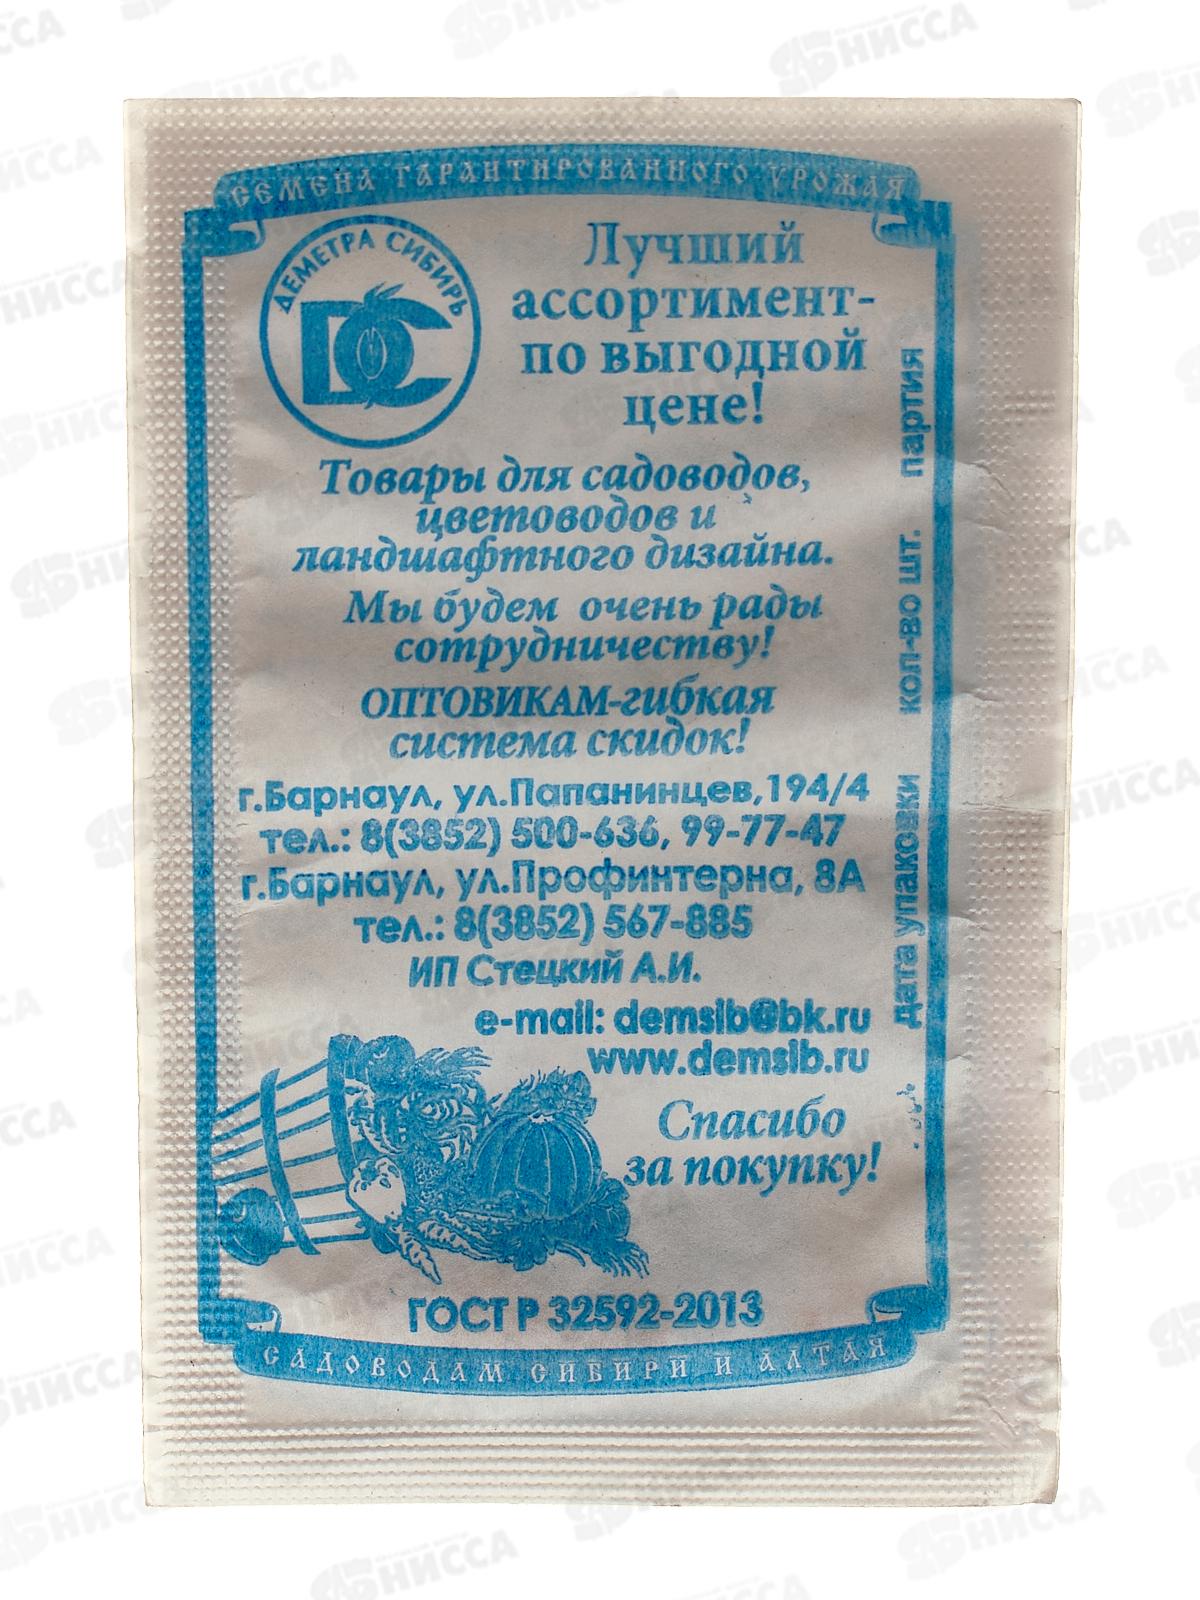 СЕМЕНА ГАРАНТИРОВАННОГО УРОЖАЯ
ДЕМЕТРА СИБИРЬ
DC
Лучший
ассортимент-
по выгодной
цене!
Товары для садоводов,
цветоводов и
ландшафтного дизайна.
Мы будем очень рады
сотрудничеству!
ОПТОВИКАМ-гибкая
система скидок!
г.Барнаул, ул.Папанинцев,194/4
тел.: 8(3852) 500-636, 99-77-47
г.Барнаул, ул.Профинтерна, 8А
тел.: 8(3852) 567-885
ИП Стецкий А.И.
e-mail: demsib@bk.ru
www.demsib.ru
Спасибо
за покупку!
ГОСТ Р 32592-2013
САДОВОДАМ СИБИРИ И АЛТАЯ
дата упаковки кол-во шт. партия
НИССА